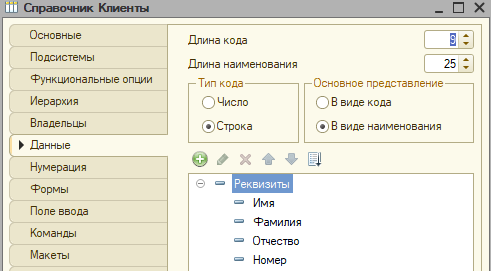 Справочник Клиенты
Основные
Подсистемы
Функциональные опции
Иерархия
Владельцы
Данные
Нумерация
Формы
Поле ввода
Команды
Макеты
Длина кода 9
Длина наименования 25
Тип кода
Число
Строка
Основное представление
В виде кода
В виде наименования
Реквизиты
Имя
Фамилия
Отчество
Номер